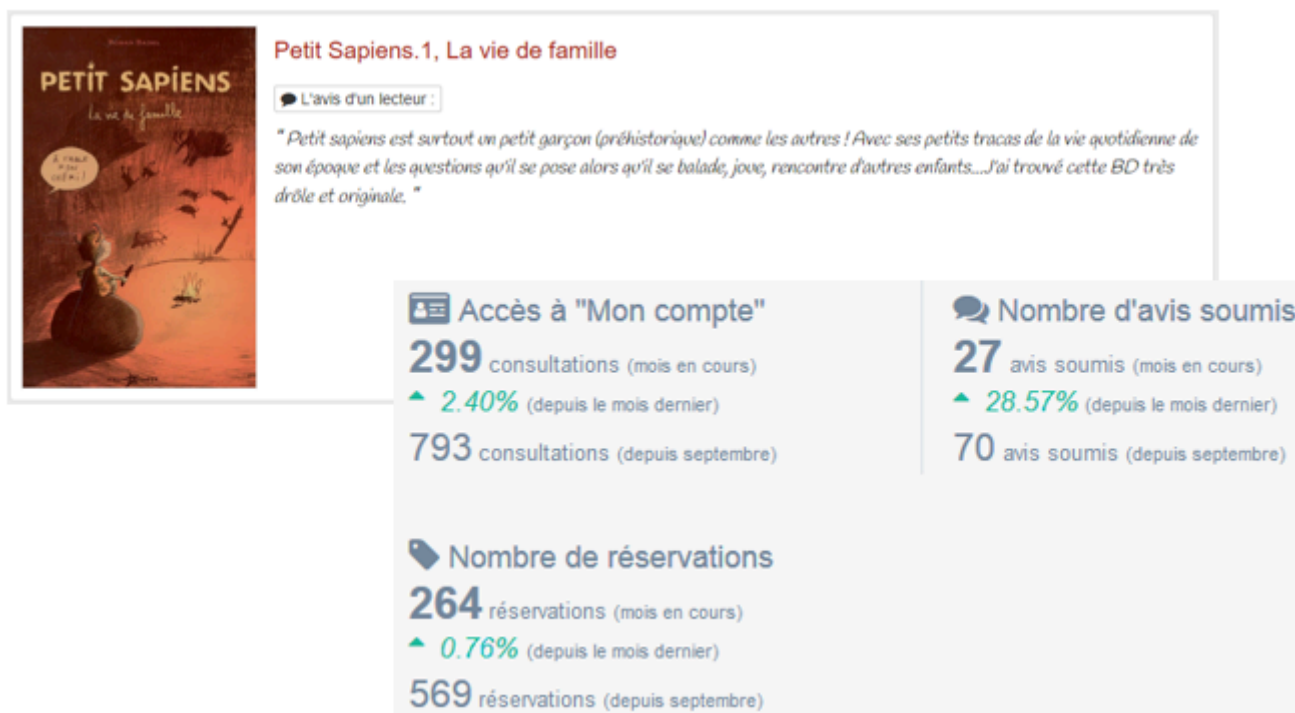 PETIT SAPIENS
La vie de famille
Petit Sapiens.1, La vie de famille
L'avis d'un lecteur :
" Petit sapiens est surtout un petit garçon (préhistorique) comme les autres ! Avec ses petits tracas de la vie quotidienne de
son époque et les questions qu'il se pose alors qu'il se balade, joue, rencontre d'autres enfants...J'ai trouvé cette BD très
drôle et originale. "
Accès à "Mon compte"
299 consultations (mois en cours)
2.40% (depuis le mois dernier)
793 consultations (depuis septembre)
Nombre d'avis soumis
27 avis soumis (mois en cours)
28.57% (depuis le mois dernier)
70 avis soumis (depuis septembre)
Nombre de réservations
264 réservations (mois en cours)
0.76% (depuis le mois dernier)
569 réservations (depuis septembre)